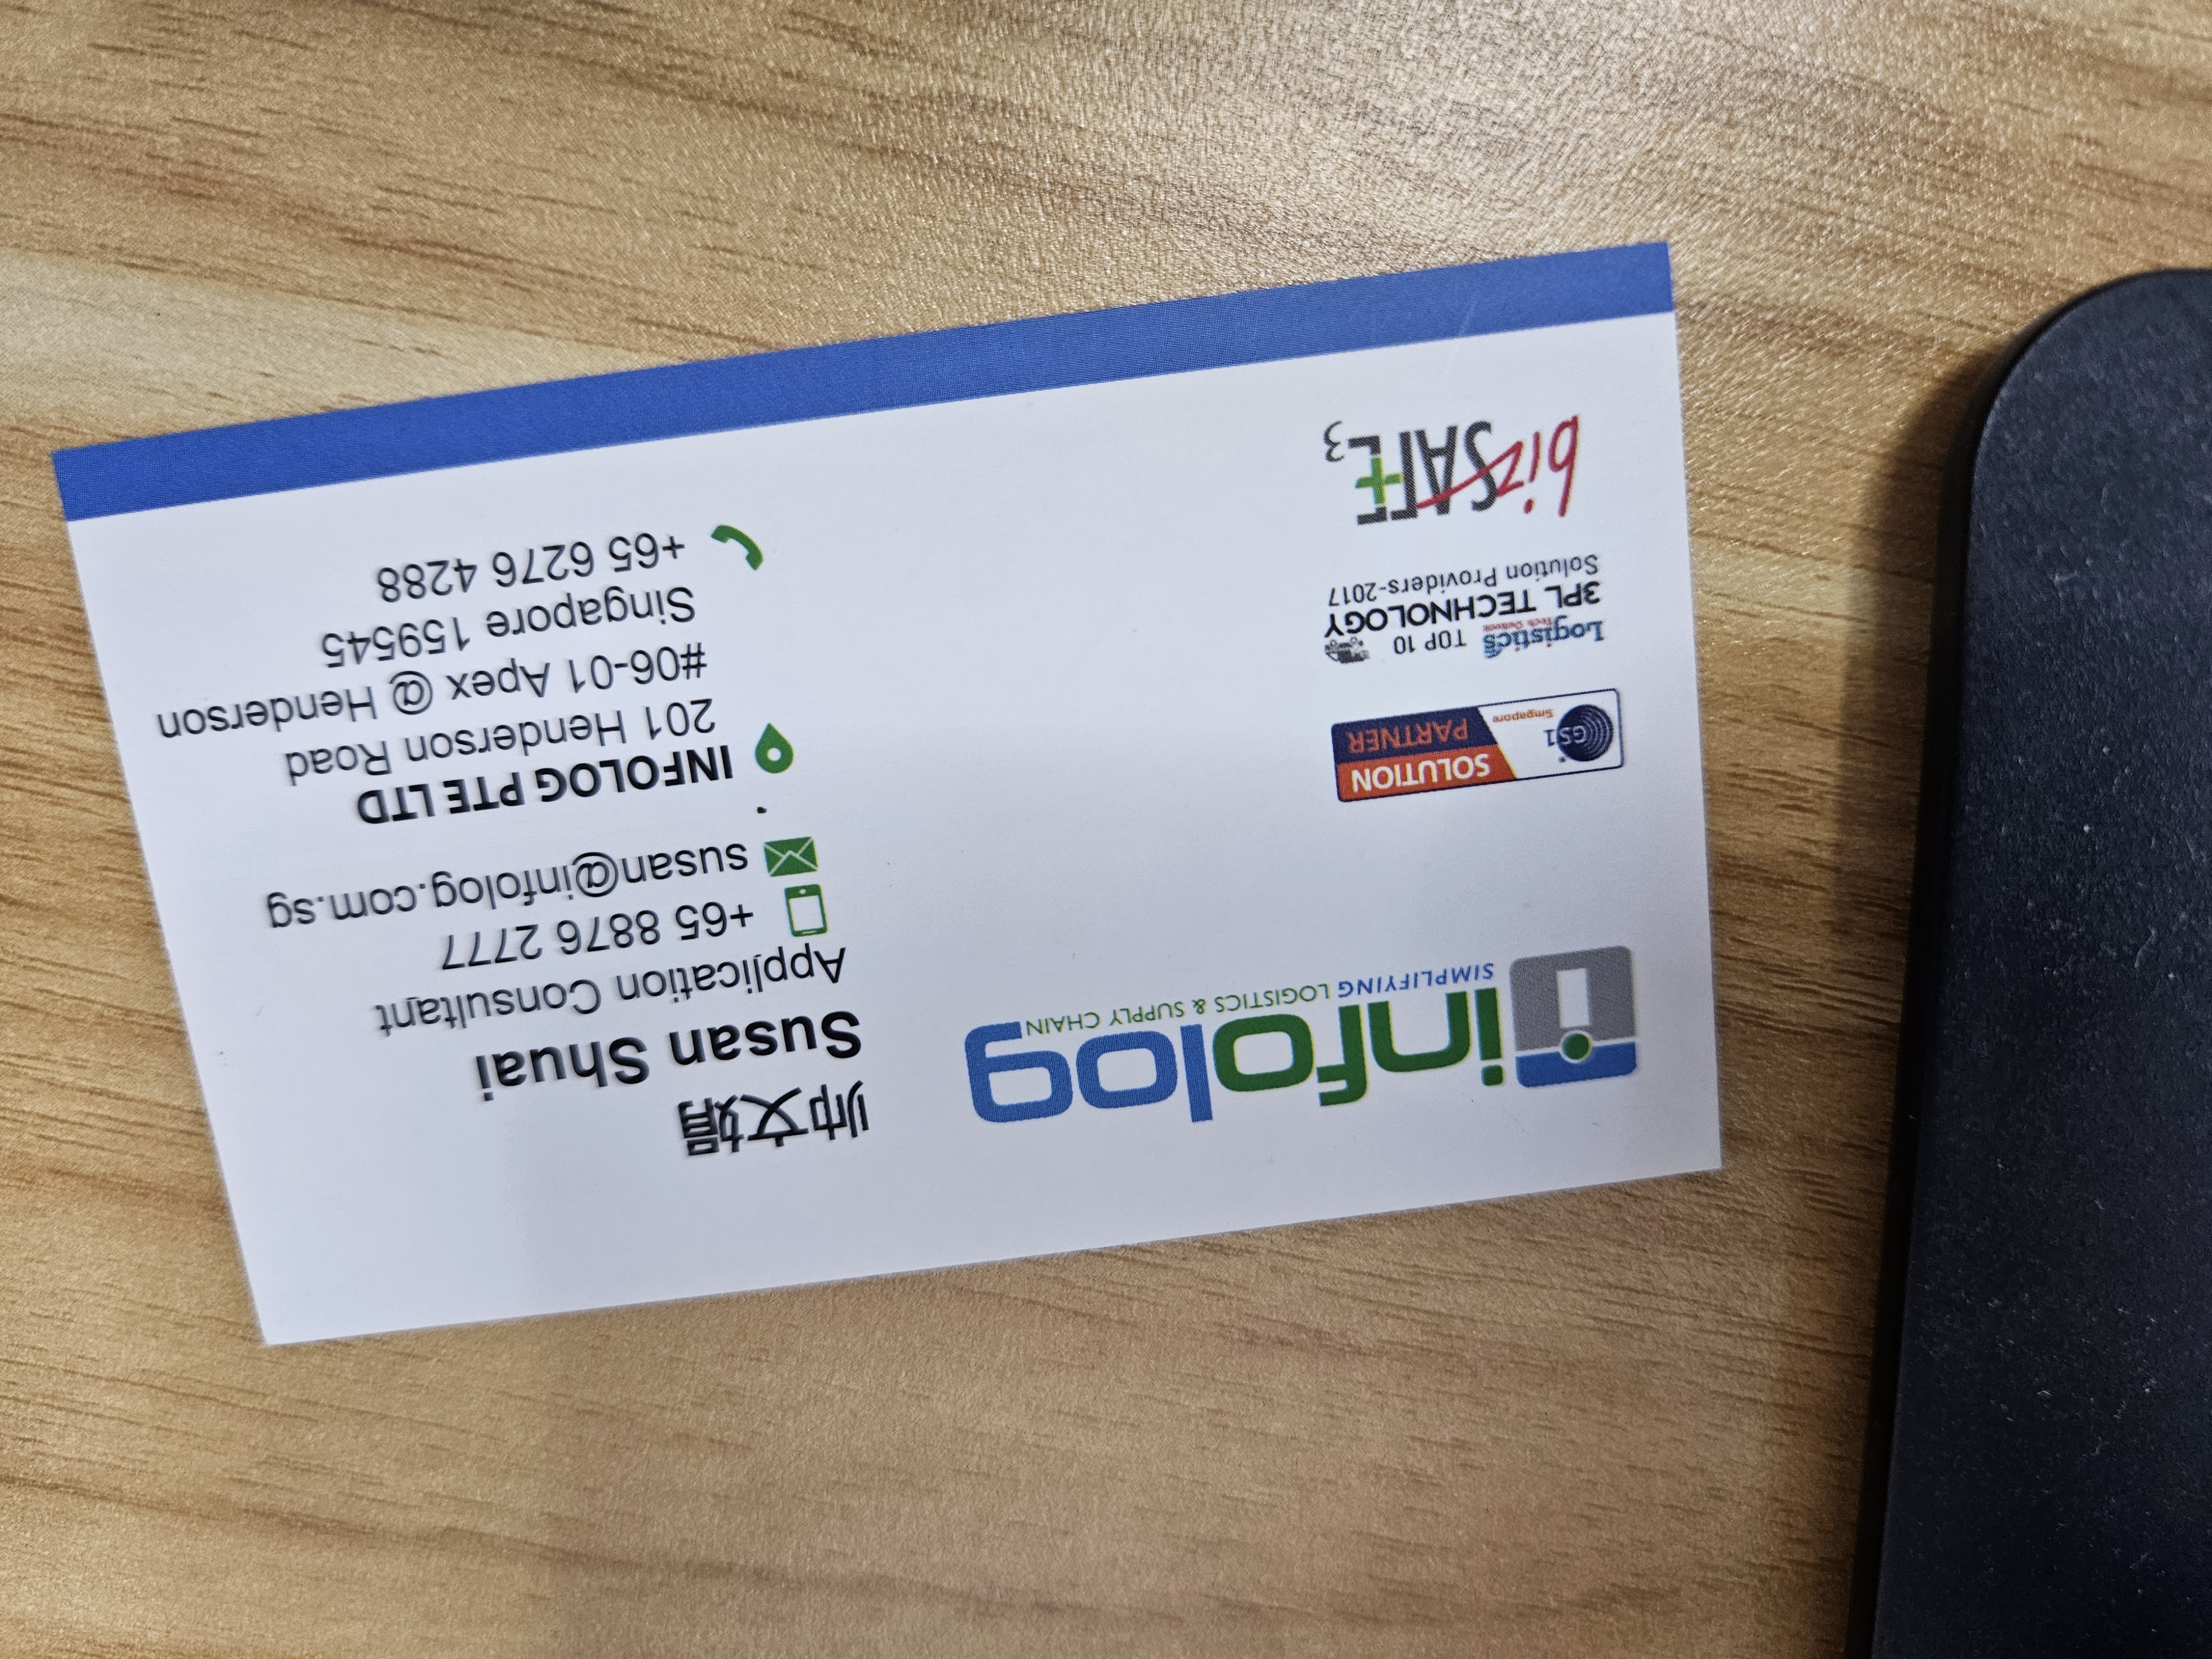 infolog
SIMPLIFYING LOGISTICS & SUPPLY CHAIN
帅文娟
Susan Shuai
Application Consultant
+65 8876 2777
susan@infolog.com.sg
INFOLOG PTE LTD
201 Henderson Road
#06-01 Apex @ Henderson
Singapore 159545
+65 6276 4288
GS1 Singapore
SOLUTION
PARTNER
Logistics TOP 10
Tech Outlook
3PL TECHNOLOGY
Solution Providers-2017
bizSAFE 3